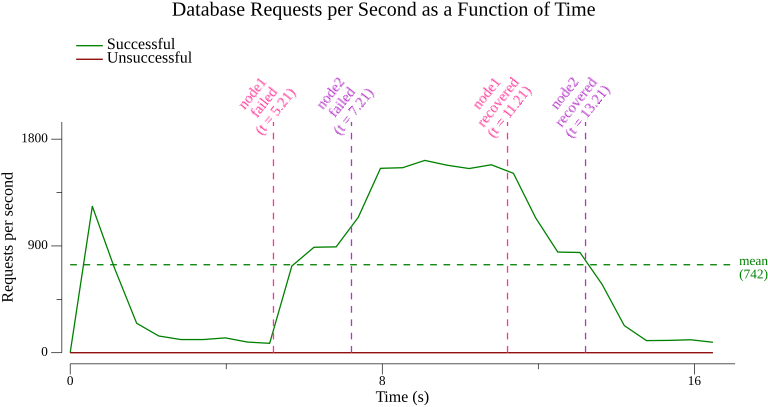 Database Requests per Second as a Function of Time
Successful
Unsuccessful
node1
failed
(t = 5.21)
node2
failed
(t = 7.21)
node1
recovered
(t = 11.21)
node2
recovered
(t = 13.21)
Requests per second
1800
900
0
mean
(742)
0
8
16
Time (s)